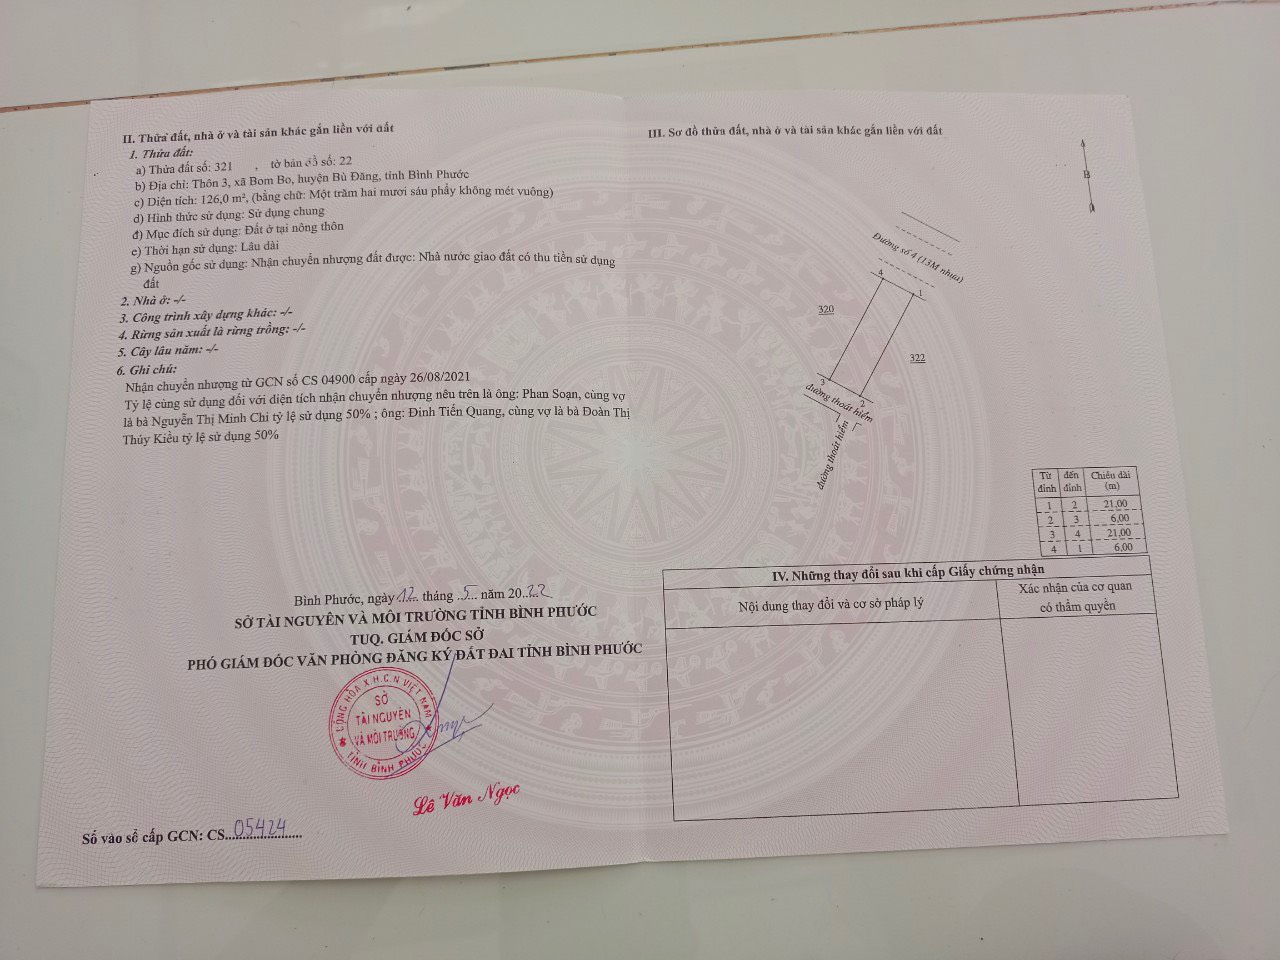 II. Thửa đất, nhà ở và tài sản khác gắn liền với đất
1. Thửa đất:
a) Thửa đất số: 321 , tờ bản đồ số: 22
b) Địa chỉ: Thôn 3, xã Bom Bo, huyện Bù Đăng, tỉnh Bình Phước
c) Diện tích: 126,0 m², (bằng chữ: Một trăm hai mươi sáu phẩy không mét vuông)
d) Hình thức sử dụng: Sử dụng chung
đ) Mục đích sử dụng: Đất ở tại nông thôn
e) Thời hạn sử dụng: Lâu dài
g) Nguồn gốc sử dụng: Nhận chuyển nhượng đất được: Nhà nước giao đất có thu tiền sử dụng
đất
2. Nhà ở: -/-
3. Công trình xây dựng khác: -/-
4. Rừng sản xuất là rừng trồng: -/-
5. Cây lâu năm: -/-
6. Ghi chú:
Nhận chuyển nhượng từ GCN số CS 04900 cấp ngày 26/08/2021
Tỷ lệ cùng sử dụng đối với diện tích nhận chuyển nhượng nêu trên là ông: Phan Soạn, cùng vợ
là bà Nguyễn Thị Minh Chi tỷ lệ sử dụng 50% ; ông: Đinh Tiến Quang, cùng vợ là bà Đoàn Thị
Thúy Kiều tỷ lệ sử dụng 50%
Bình Phước, ngày 12 tháng 5 năm 2022
SỞ TÀI NGUYÊN VÀ MÔI TRƯỜNG TỈNH BÌNH PHƯỚC
TUQ. GIÁM ĐỐC SỞ
PHÓ GIÁM ĐỐC VĂN PHÒNG ĐĂNG KÝ ĐẤT ĐAI TỈNH BÌNH PHƯỚC
CỘNG HÒA X.H.C.N VIỆT NAM
SỞ
TÀI NGUYÊN
VÀ MÔI TRƯỜNG
TỈNH BÌNH PHƯỚC
Lê Văn Ngọc
Số vào sổ cấp GCN: CS 05424
III. Sơ đồ thửa đất, nhà ở và tài sản khác gắn liền với đất
B
Đường số 4 (13M nhựa)
4
1
320
322
3
2
đường thoát hiểm
đường thoát hiểm
Từ đỉnh đến đỉnh Chiều dài (m)
1 2 21,00
2 3 6,00
3 4 21,00
4 1 6,00
IV. Những thay đổi sau khi cấp Giấy chứng nhận
Nội dung thay đổi và cơ sở pháp lý
Xác nhận của cơ quan
có thẩm quyền